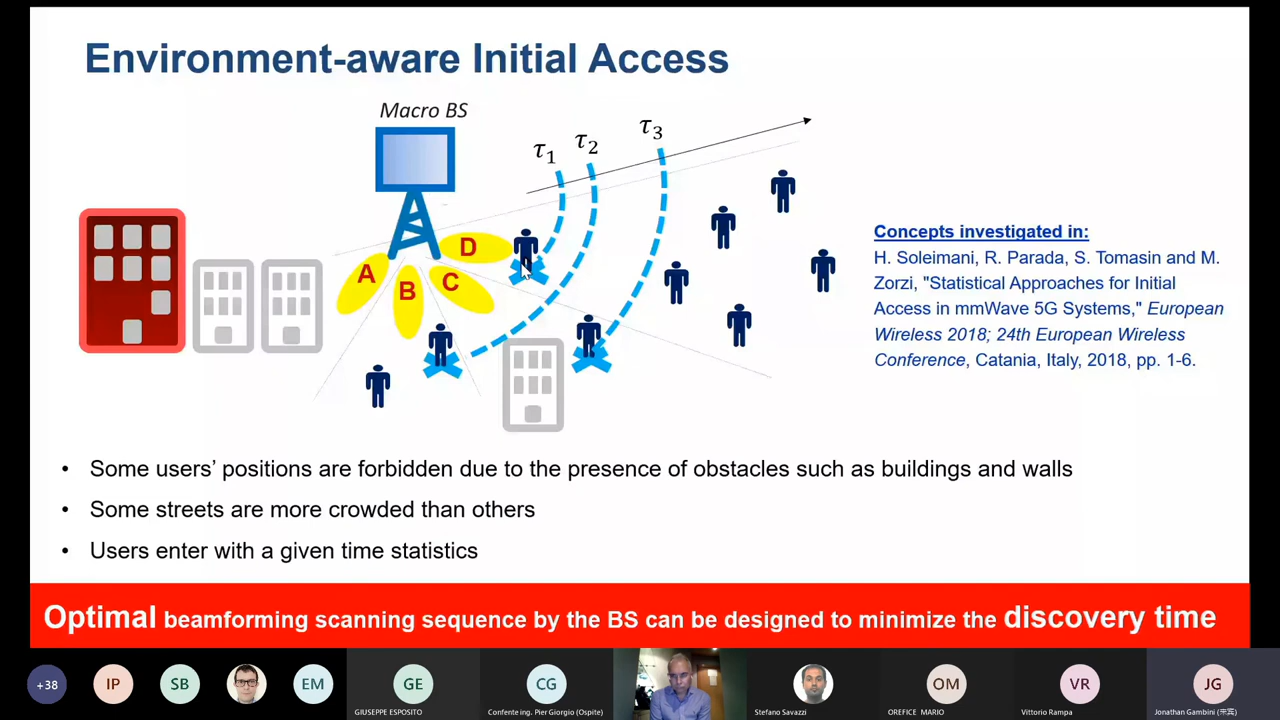 Environment-aware Initial Access
Macro BS
τ1
τ2
τ3
A
B
C
D
Concepts investigated in:
H. Soleimani, R. Parada, S. Tomasin and M.
Zorzi, "Statistical Approaches for Initial
Access in mmWave 5G Systems," European
Wireless 2018; 24th European Wireless
Conference, Catania, Italy, 2018, pp. 1-6.
• Some users' positions are forbidden due to the presence of obstacles such as buildings and walls
• Some streets are more crowded than others
• Users enter with a given time statistics
Optimal beamforming scanning sequence by the BS can be designed to minimize the discovery time
+38
IP
SB
EM
GE
GIUSEPPE ESPOSITO
CG
Confente ing. Pier Giorgio (Ospite)
Stefano Savazzi
OM
OREFICE MARIO
VR
Vittorio Rampa
JG
Jonathan Gambini (宋宾)